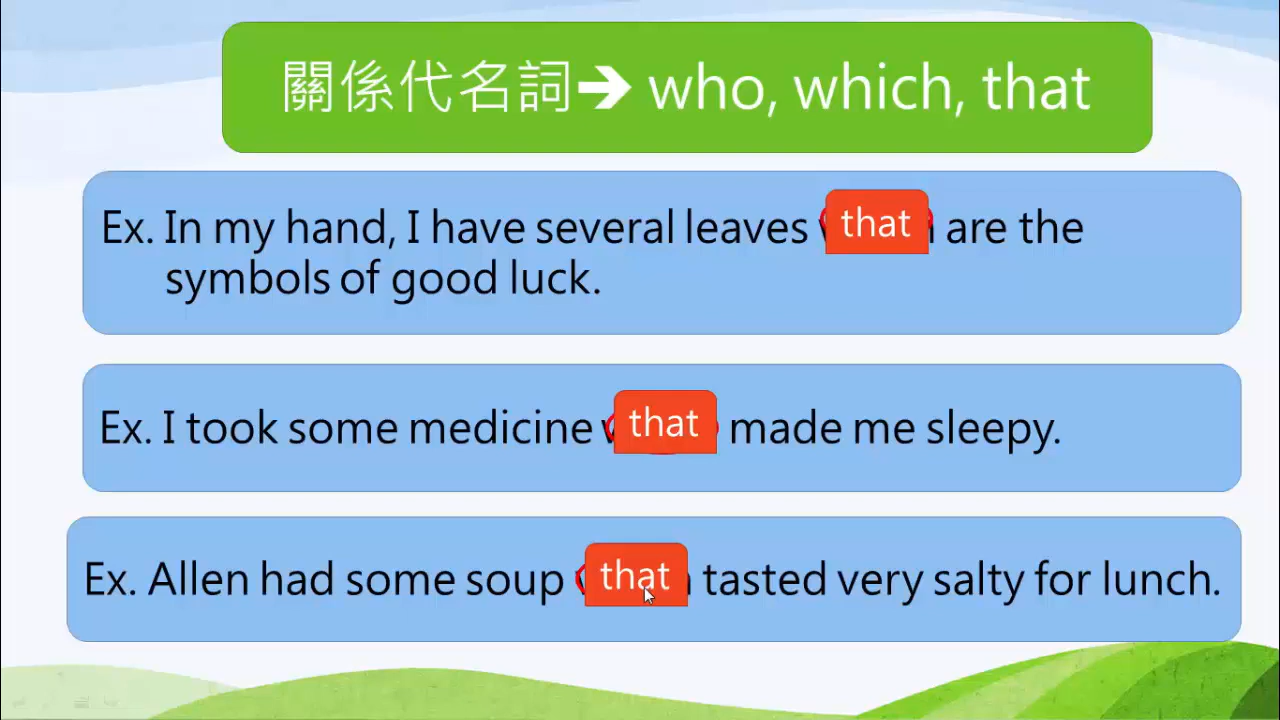 關係代名詞➔ who, which, that
Ex. In my hand, I have several leaves that are the
symbols of good luck.
Ex. I took some medicine that made me sleepy.
Ex. Allen had some soup that tasted very salty for lunch.